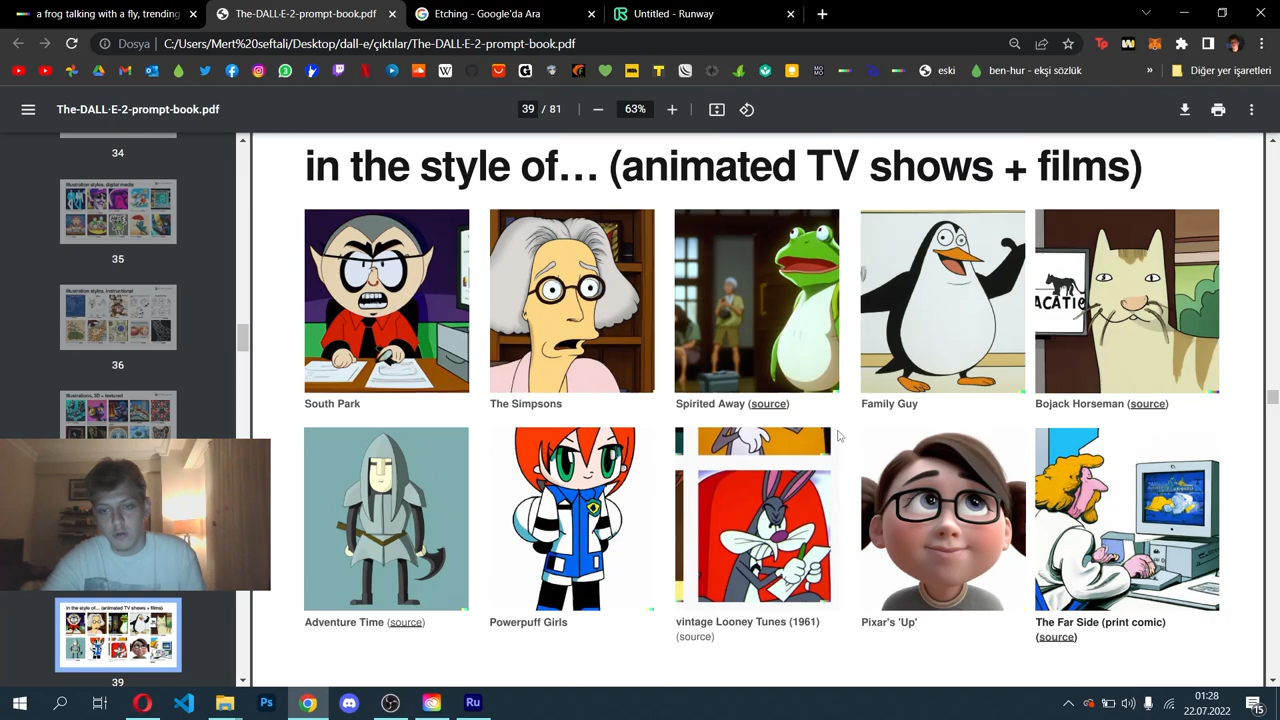 a frog talking with a fly, trending
The-DALL·E-2-prompt-book.pdf
Etching - Google'da Ara
Untitled - Runway
Dosya
C:/Users/Mert%20seftali/Desktop/dall-e/çıktılar/The-DALL·E-2-prompt-book.pdf
eski
ben-hur - ekşi sözlük
Diğer yer işaretleri
The-DALL·E-2-prompt-book.pdf
39 / 81
63%
34
35
36
39
in the style of… (animated TV shows + films)
ACATIC
South Park
The Simpsons
Spirited Away (source)
Family Guy
Bojack Horseman (source)
Adventure Time (source)
Powerpuff Girls
vintage Looney Tunes (1961)
(source)
Pixar's 'Up'
The Far Side (print comic)
(source)
Ps
Ru
01:28
22.07.2022
15